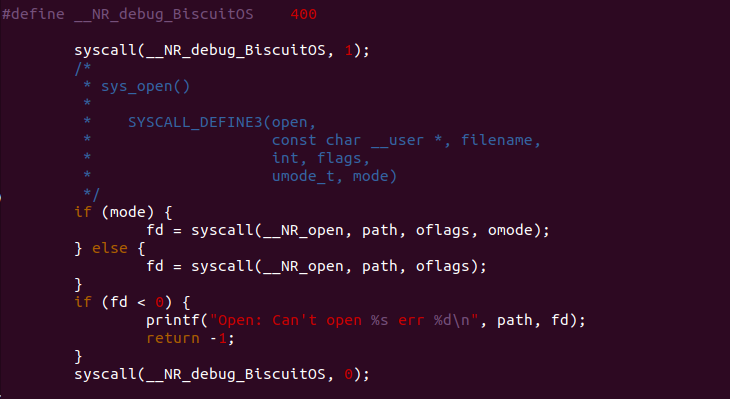 #define __NR_debug_BiscuitOS    400
syscall(__NR_debug_BiscuitOS, 1);
/*
 * sys_open()
 *
 *    SYSCALL_DEFINE3(open,
 *                    const char __user *, filename,
 *                    int, flags,
 *                    umode_t, mode)
 */
if (mode) {
        fd = syscall(__NR_open, path, oflags, omode);
} else {
        fd = syscall(__NR_open, path, oflags);
}
if (fd < 0) {
        printf("Open: Can't open %s err %d\n", path, fd);
        return -1;
}
syscall(__NR_debug_BiscuitOS, 0);